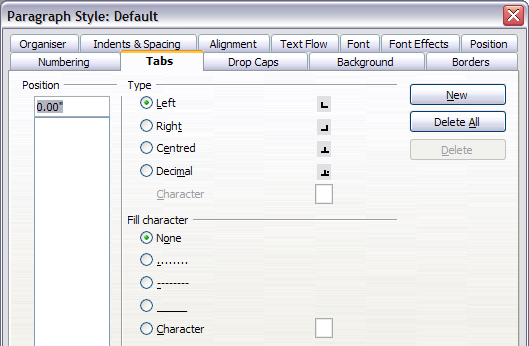 Paragraph Style: Default
Organiser Indents & Spacing Alignment Text Flow Font Font Effects Position
Numbering Tabs Drop Caps Background Borders
Position Type
0.00" Left New
Right Delete All
Centred Delete
Decimal
Character
Fill character
None
.........
--------
______
Character